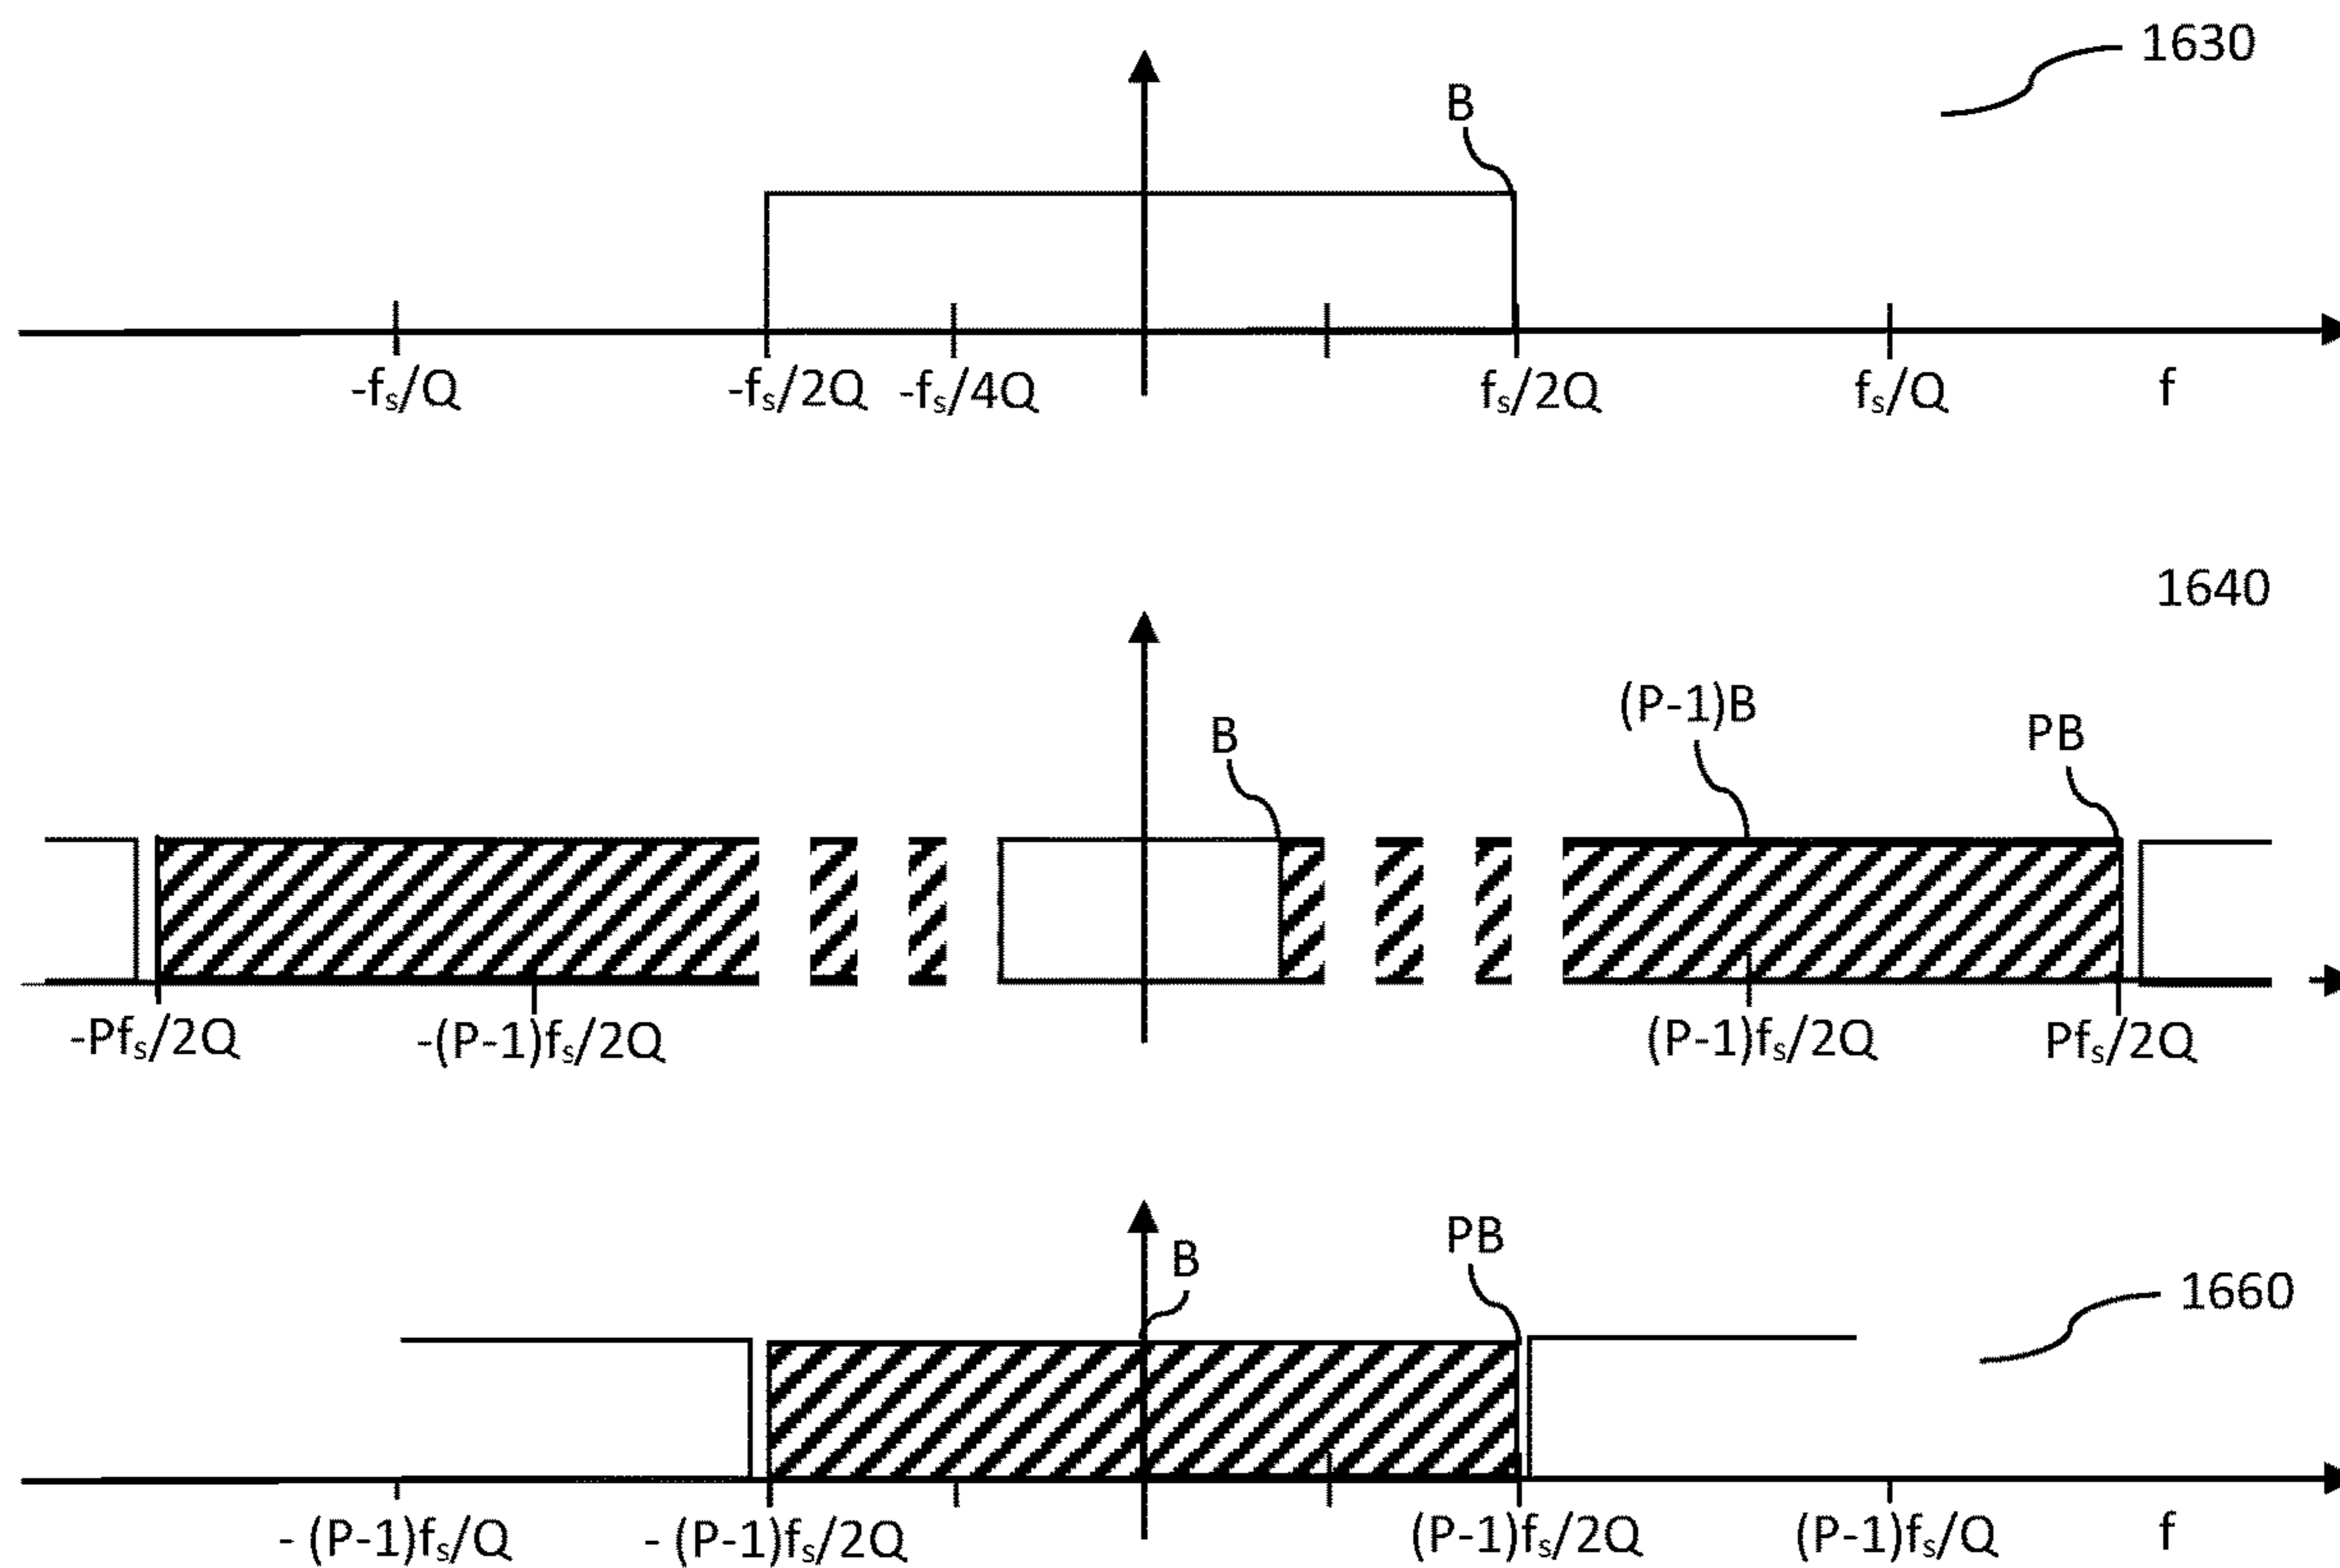 1630
B
-fs/Q
-fs/2Q
-fs/4Q
fs/2Q
fs/Q
f
1640
(P-1)B
B
PB
-Pfs/2Q
-(P-1)fs/2Q
(P-1)fs/2Q
Pfs/2Q
PB
B
1660
- (P-1)fs/Q
- (P-1)fs/2Q
(P-1)fs/2Q
(P-1)fs/Q
f